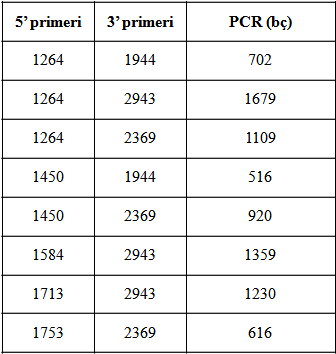 5’ primeri 3’ primeri PCR (bç)
1264 1944 702
1264 2943 1679
1264 2369 1109
1450 1944 516
1450 2369 920
1584 2943 1359
1713 2943 1230
1753 2369 616